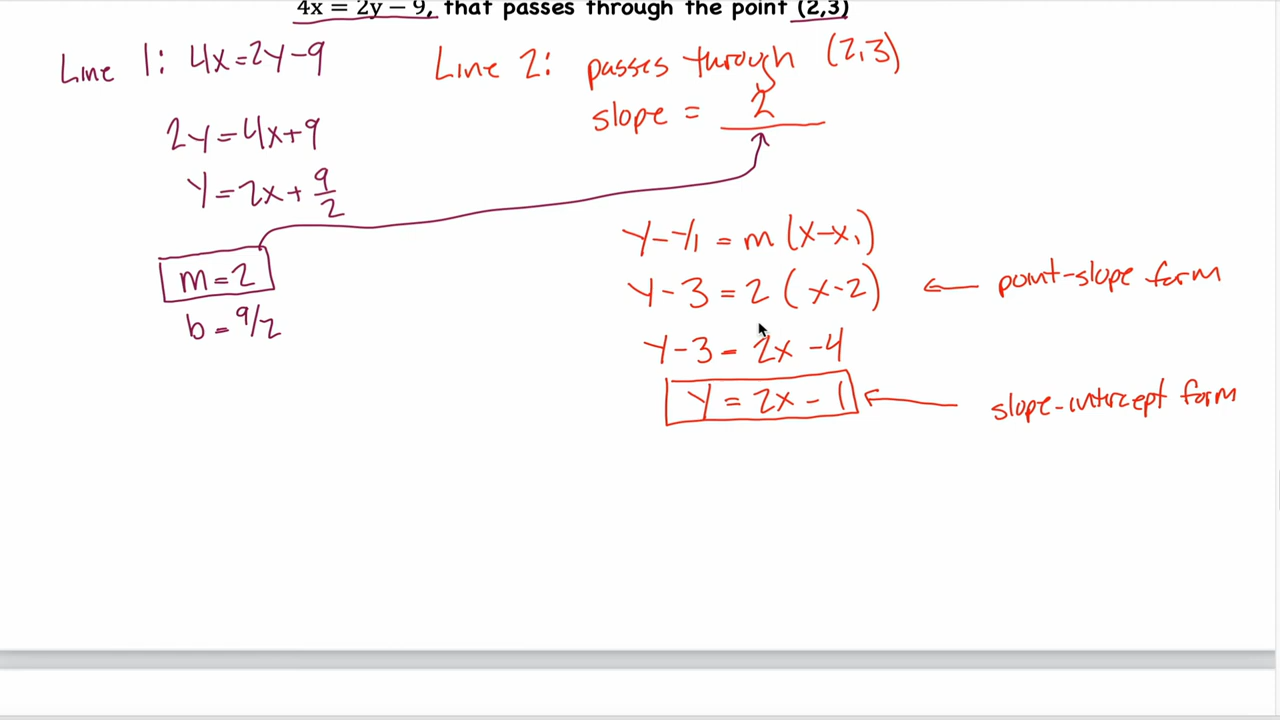 4x = 2y − 9, that passes through the point (2,3)
Line 1: 4x=2y-9
2y=4x+9
y=2x+9/2
m=2
b=9/2
Line 2: passes through (2,3)
slope = 2
y-y₁ = m(x-x₁)
y-3=2(x-2) ← point-slope form
y-3=2x-4
y=2x-1 ← slope-intercept form